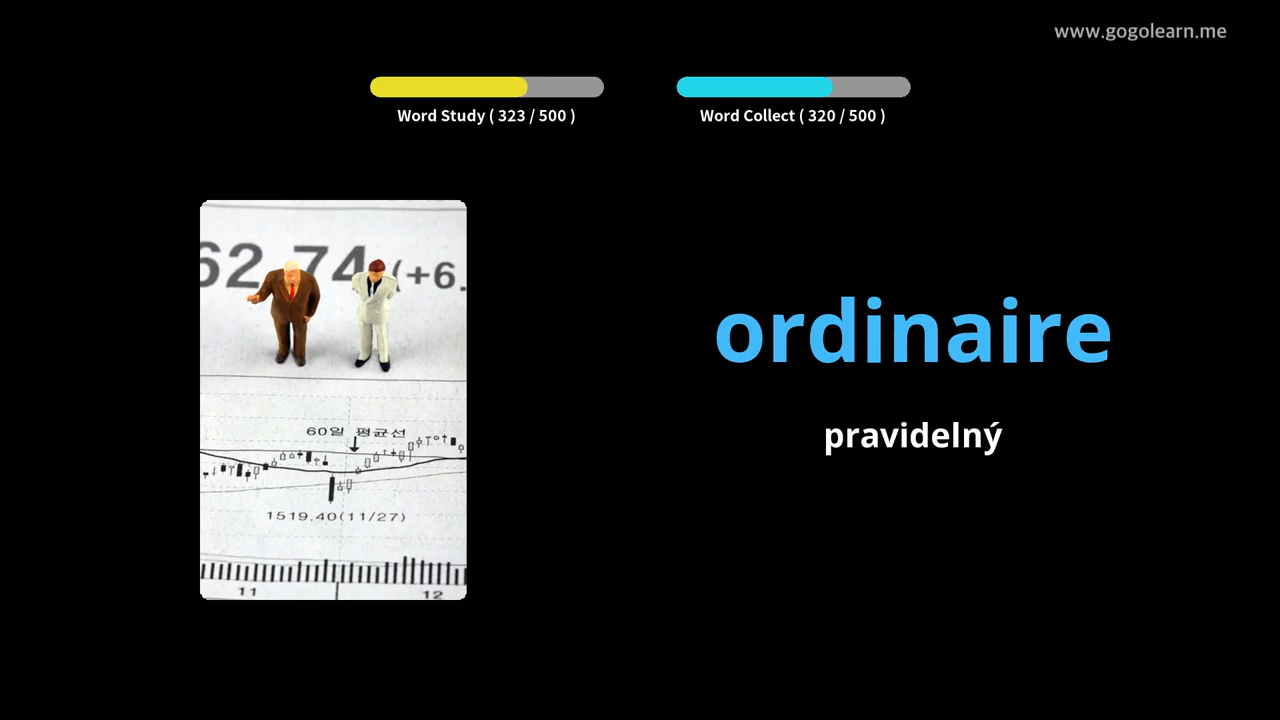 www.gogolearn.me
Word Study ( 323 / 500 )
Word Collect ( 320 / 500 )
62.74 (+6.
ordinaire
pravidelný
60일 평균선
1519.40(11/27)
11
12